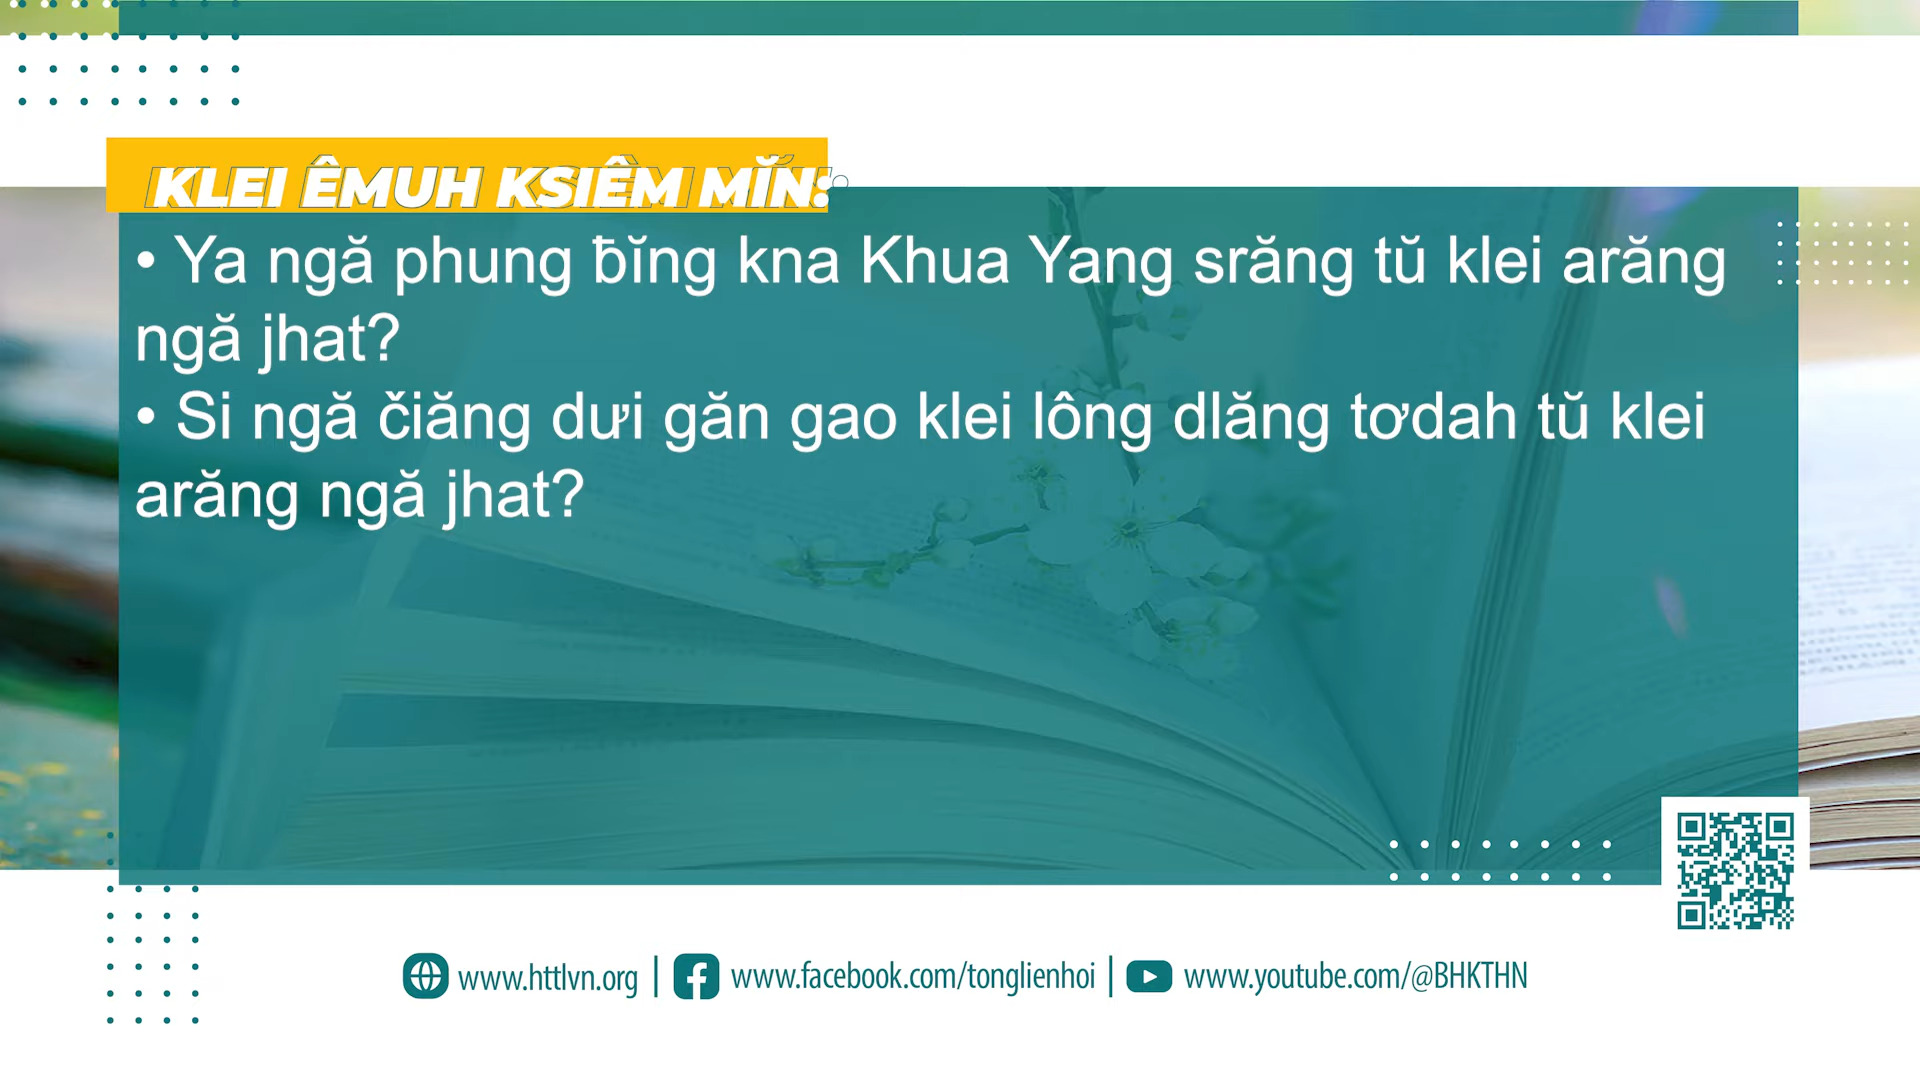 KLEI ÊMUH KSIÊM MĬN:
• Ya ngă phung ƀĭng kna Khua Yang srăng tŭ klei arăng
ngă jhat?
• Si ngă čiăng dưi găn gao klei lông dlăng tơdah tŭ klei
arăng ngă jhat?
www.httlvn.org | www.facebook.com/tonglienhoi | www.youtube.com/@BHKTHN